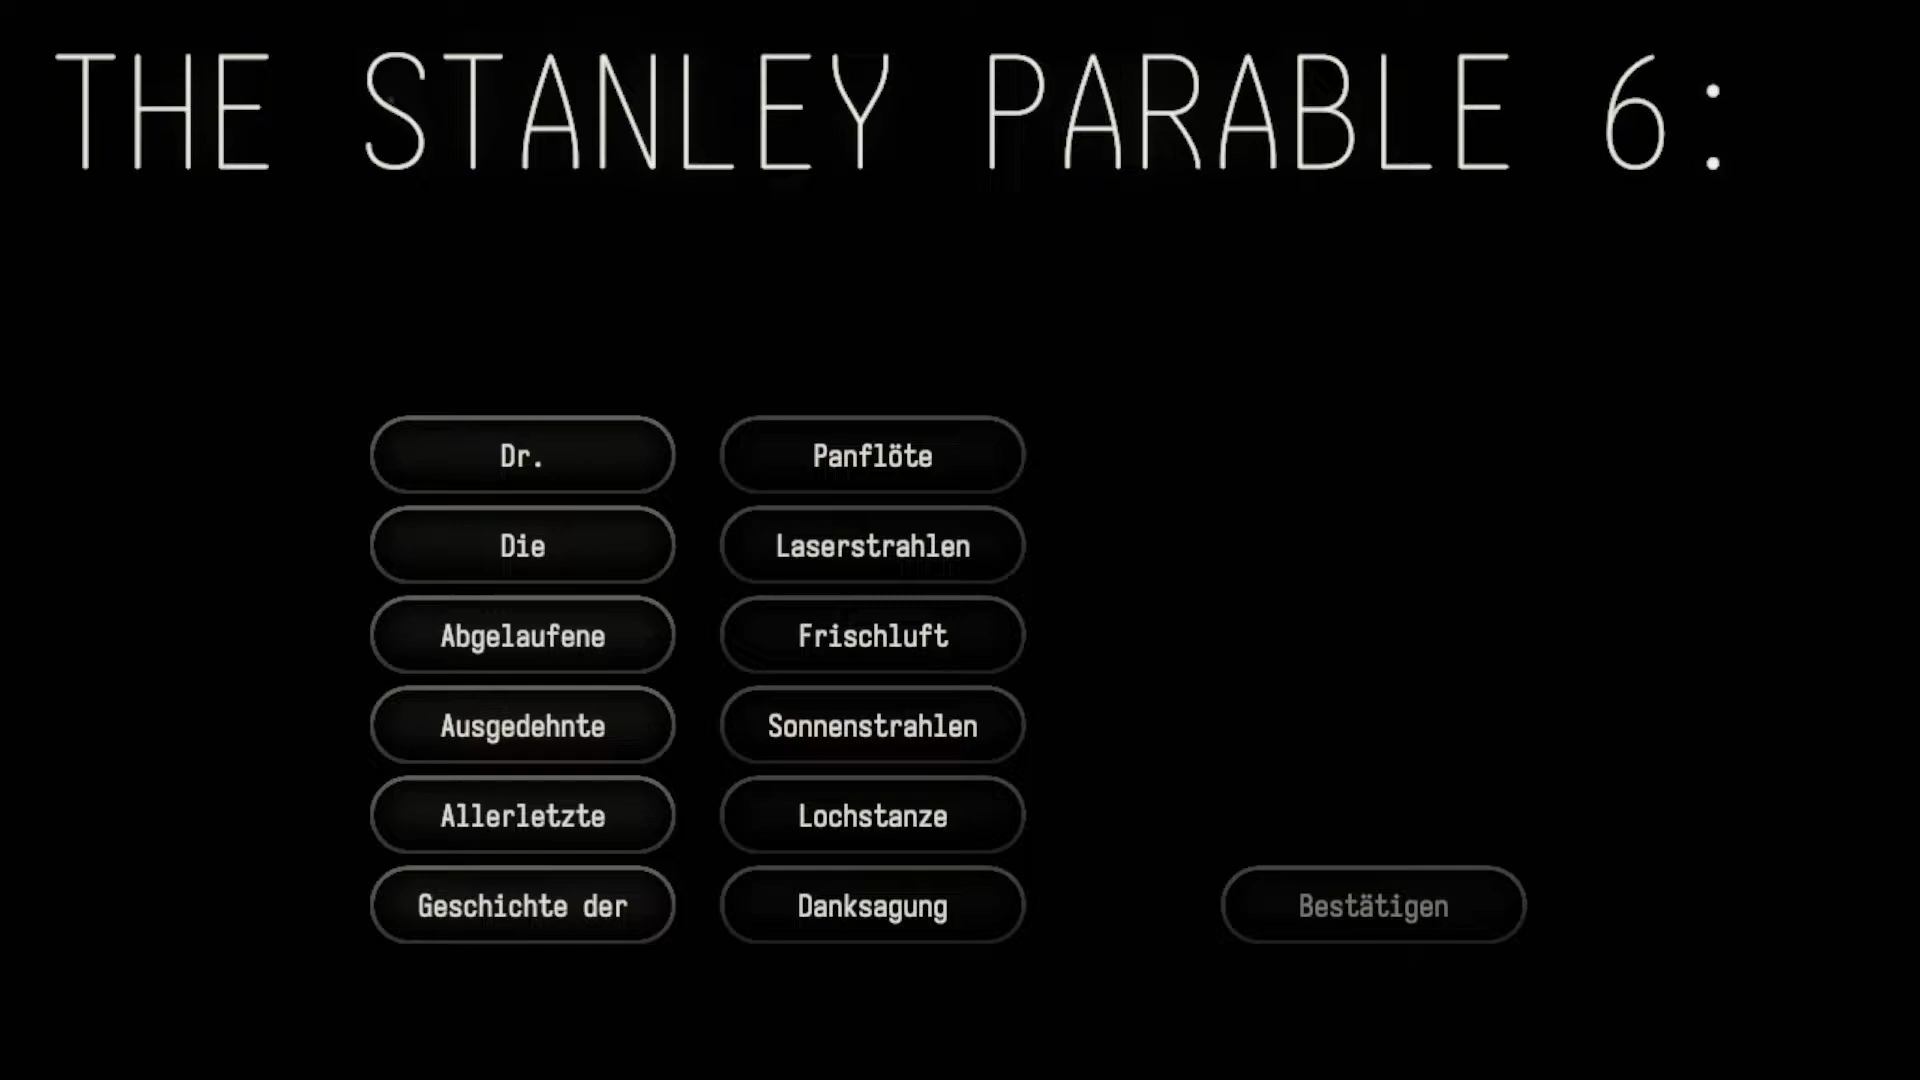 THE STANLEY PARABLE 6:
Dr.
Panflöte
Die
Laserstrahlen
Abgelaufene
Frischluft
Ausgedehnte
Sonnenstrahlen
Allerletzte
Lochstanze
Geschichte der
Danksagung
Bestätigen